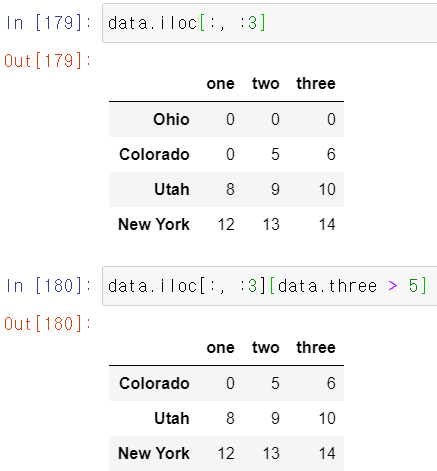 In [179]: data.iloc[:, :3]
Out[179]:
one two three
Ohio 0 0 0
Colorado 0 5 6
Utah 8 9 10
New York 12 13 14
In [180]: data.iloc[:, :3][data.three > 5]
Out[180]:
one two three
Colorado 0 5 6
Utah 8 9 10
New York 12 13 14